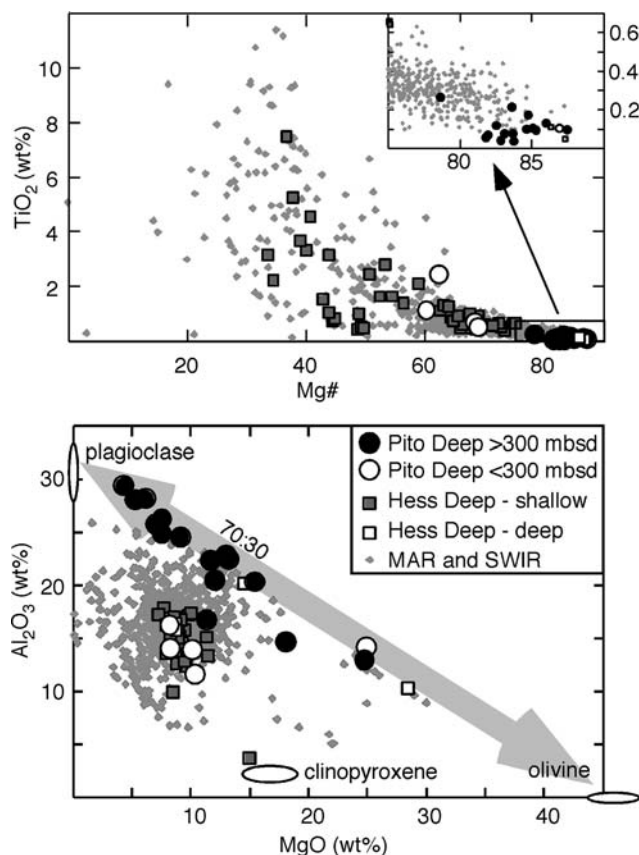 10
8
6
4
2
TiO2 (wt%)
0.6
0.4
0.2
80 85
20 40 60 80
Mg#
plagioclase
30
20
10
Al2O3 (wt%)
70:30
Pito Deep >300 mbsd
Pito Deep <300 mbsd
Hess Deep - shallow
Hess Deep - deep
MAR and SWIR
clinopyroxene
olivine
10 20 30 40
MgO (wt%)